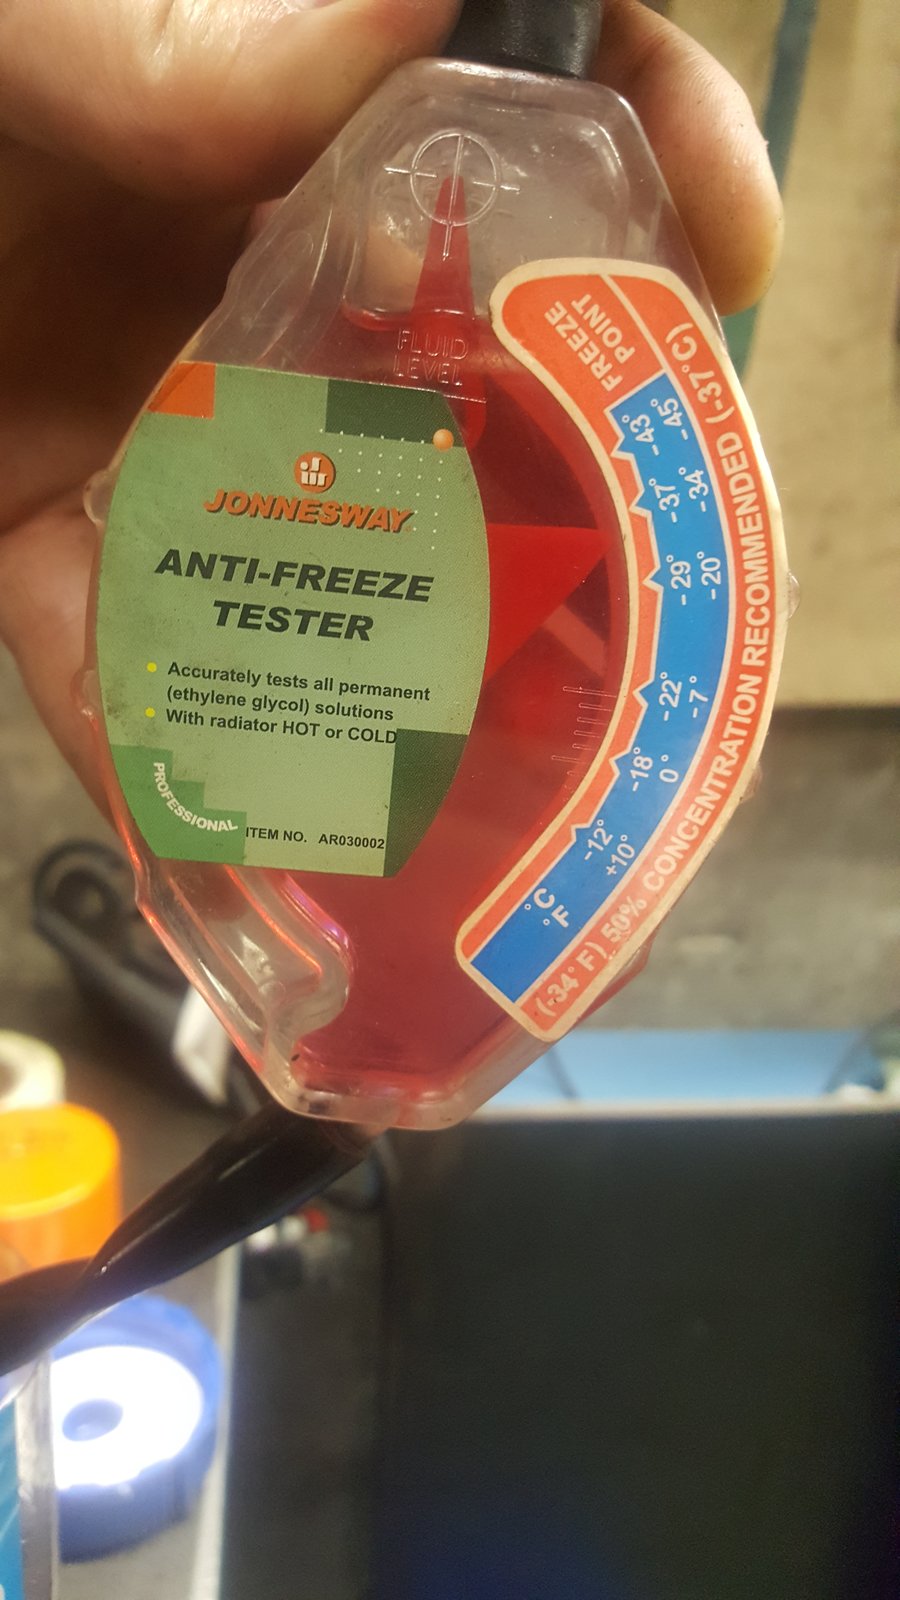 FLUID
LEVEL
FREEZE
POINT
JONNESWAY
ANTI-FREEZE
TESTER
Accurately tests all permanent
(ethylene glycol) solutions
With radiator HOT or COLD
PROFESSIONAL
ITEM NO. AR030002
-43° -45°
-37° -34°
-29° -20°
-22° -7°
-18° 0°
-12° +10°
°C
°F
(-34°F) 50% CONCENTRATION RECOMMENDED (-37°C)